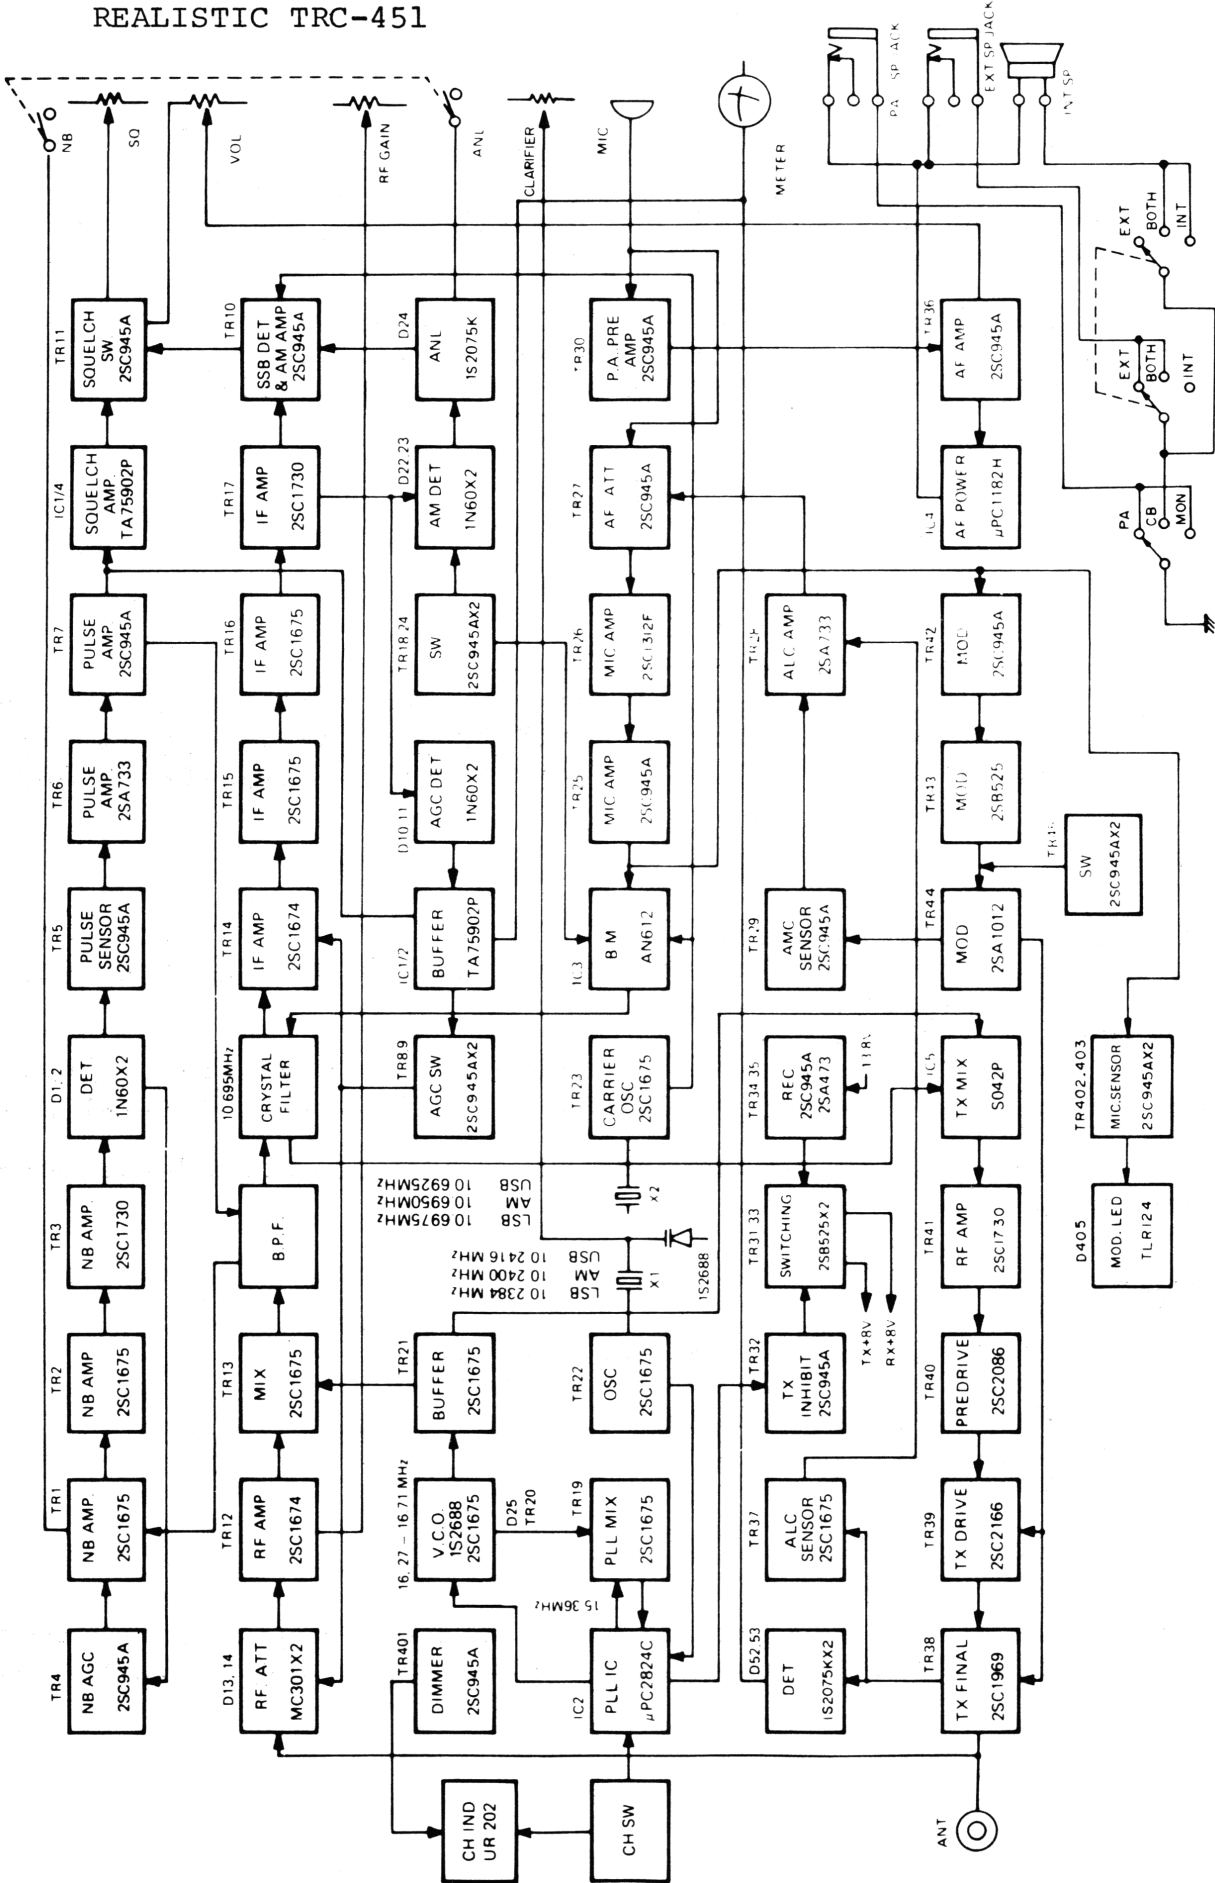 REALISTIC TRC-451
NB
SQ
VOL
RF GAIN
ANL
CLARIFIER
MIC
METER
PA SP JACK
EXT SP JACK
INT SP
TR4
NB AGC
2SC945A
TR1
NB AMP.
2SC1675
TR2
NB AMP
2SC1675
TR3
NB AMP.
2SC1730
D1, 2
DET
1N60X2
TR5
PULSE
SENSOR
2SC945A
TR6
PULSE
AMP.
2SA733
TR7
PULSE
AMP
2SC945A
IC1/4
SQUELCH
AMP.
TA75902P
TR11
SQUELCH
SW
2SC945A
D13, 14
RF. ATT
MC301X2
TR12
RF AMP
2SC1674
TR13
MIX
2SC1675
B.P.F.
10 695MHz
CRYSTAL
FILTER
TR14
IF AMP
2SC1674
TR15
IF AMP
2SC1675
TR16
IF AMP
2SC1675
TR17
IF AMP
2SC1730
TR10
SSB DET
& AM AMP
2SC945A
TR401
DIMMER
2SC945A
16.27 – 16 71 MHz
V.C.O.
1S2688
2SC1675
D25
TR20
TR21
BUFFER
2SC1675
TR8.9
AGC SW
2SC945AX2
IC1/2
BUFFER
TA75902P
D10 11
AGC DET
1N60X2
TR18.24
SW
2SC945AX2
D22.23
AM DET
1N60X2
D24
ANL
1S2075K
CH IND
UR 202
CH SW
IC2
PLL IC
µPC2824C
15 36MHz
TR19
PLL MIX
2SC1675
TR22
OSC
2SC1675
LSB 10 2384 MHz
AM 10 2400 MHz
USB 10 2416 MHz
X1
1S2688
LSB 10 6975MHz
AM 10 6950MHz
USB 10 6925MHz
X2
TR23
CARRIER
OSC
2SC1675
IC3
B M
AN612
TR25
MIC AMP
2SC945A
TR26
MIC AMP
2SC1312F
TR27
AF ATT
2SC945A
TR30
P.A. PRE
AMP
2SC945A
D52.53
DET
1S2075KX2
TR37
ALC
SENSOR
2SC1675
TR32
TX
INHIBIT
2SC945A
TR31 33
SWITCHING
2SB525X2
TX+8V
RX+8V
TR34 35
REC
2SC945A
2SA473
TR29
AMC
SENSOR
2SC945A
ALC AMP
2SA733
ANT
TR38
TX FINAL
2SC1969
TR39
TX DRIVE
2SC2166
TR40
PREDRIVE
2SC2086
TR41
RF AMP
2SC1730
IC5
TX MIX
S042P
TR44
MOD
2SA1012
TR43
MOD
2SB525
TR42
MOD
2SC945A
IC4
AF POWER
µPC1182H
TR36
AF AMP
2SC945A
SW
2SC945AX2
D405
MOD. LED
TLR124
TR402.403
MIC.SENSOR
2SC945AX2
PA
CB
MON
EXT
BOTH
INT
EXT
BOTH
INT